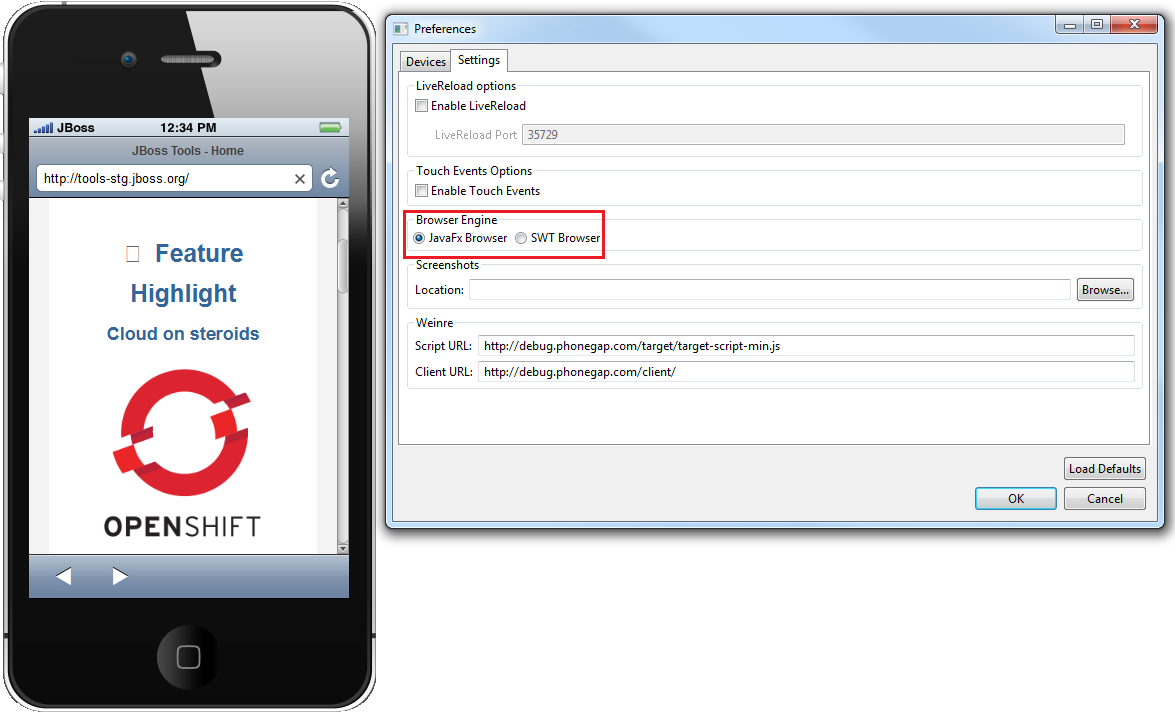 JBoss 12:34 PM
JBoss Tools - Home
http://tools-stg.jboss.org/
Feature
Highlight
Cloud on steroids
OPENSHIFT
Preferences
Devices Settings
LiveReload options
Enable LiveReload
LiveReload Port 35729
Touch Events Options
Enable Touch Events
Browser Engine
JavaFx Browser SWT Browser
Screenshots
Location: Browse...
Weinre
Script URL: http://debug.phonegap.com/target/target-script-min.js
Client URL: http://debug.phonegap.com/client/
Load Defaults
OK Cancel